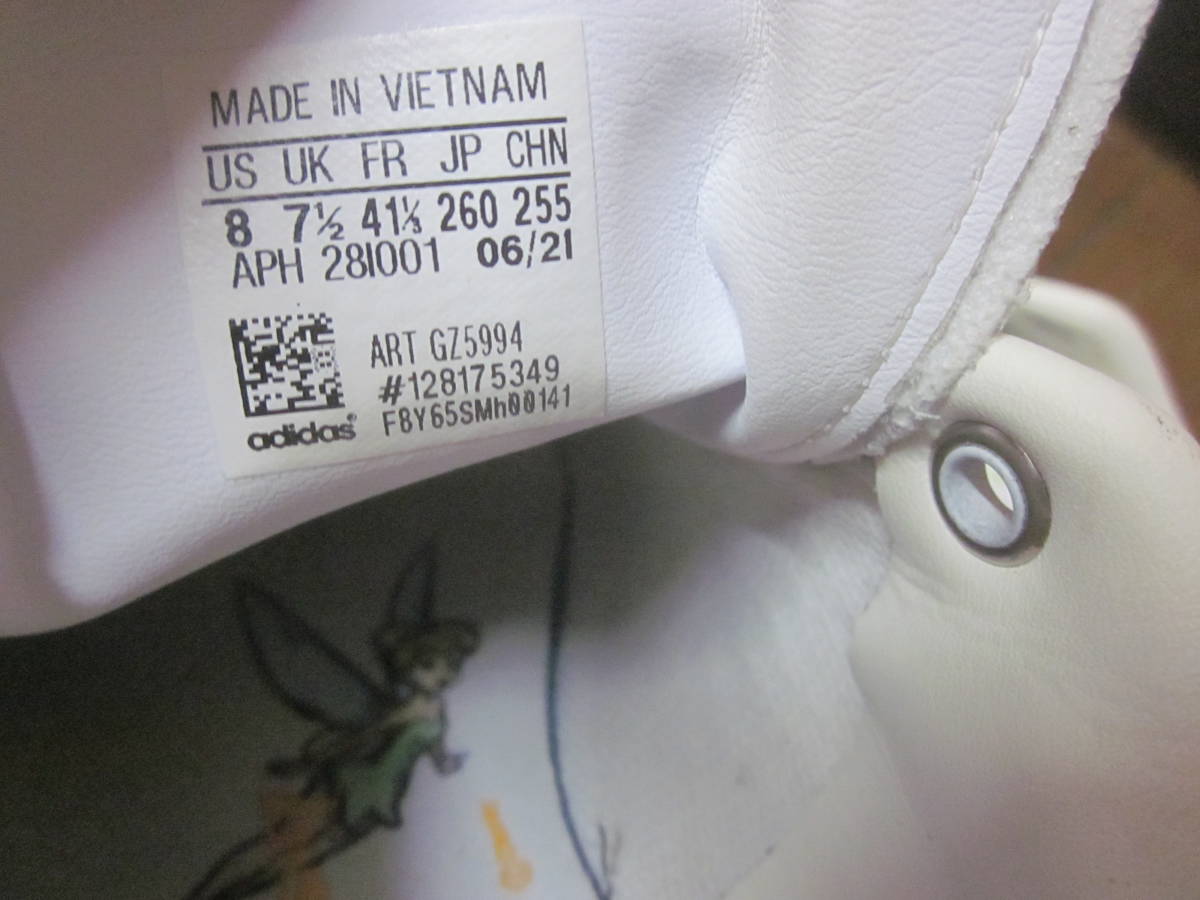 MADE IN VIETNAM
US UK FR JP CHN
8 7½ 41⅓ 260 255
APH 28I001 06/21
ART GZ5994
#128175349
F8Y65SMh00141
adidas®